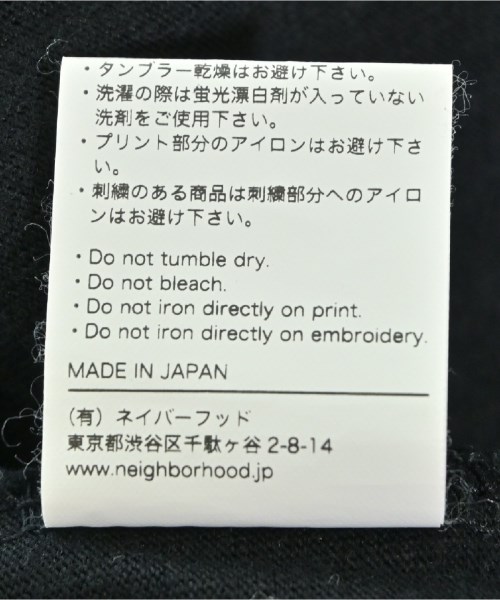 ・タンブラー乾燥はお避け下さい。
・洗濯の際は蛍光漂白剤が入っていない
洗剤をご使用下さい。
・プリント部分のアイロンはお避け下さ
い。
・刺繍のある商品は刺繍部分へのアイロ
ンはお避け下さい。
・Do not tumble dry.
・Do not bleach.
・Do not iron directly on print.
・Do not iron directly on embroidery.
MADE IN JAPAN
（有）ネイバーフッド
東京都渋谷区千駄ヶ谷2-8-14
www.neighborhood.jp